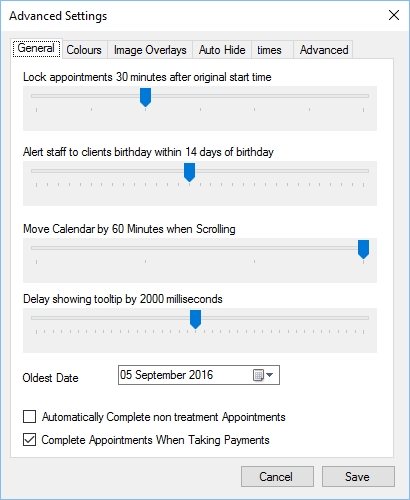 Advanced Settings
General Colours Image Overlays Auto Hide times Advanced
Lock appointments 30 minutes after original start time
Alert staff to clients birthday within 14 days of birthday
Move Calendar by 60 Minutes when Scrolling
Delay showing tooltip by 2000 milliseconds
Oldest Date 05 September 2016
Automatically Complete non treatment Appointments
Complete Appointments When Taking Payments
Cancel Save